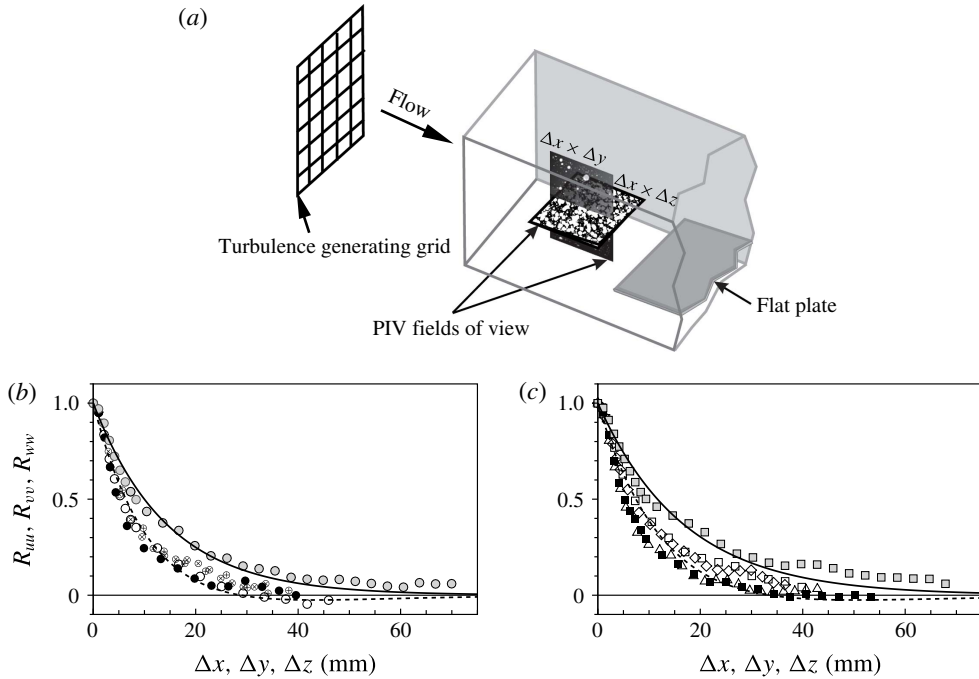 (a)
Flow
Δx × Δy
Δx × Δz
Turbulence generating grid
PIV fields of view
Flat plate
(b)
(c)
R_uu, R_vv, R_ww
1.0
0.5
0
0
20
40
60
Δx, Δy, Δz (mm)
1.0
0.5
0
0
20
40
60
Δx, Δy, Δz (mm)